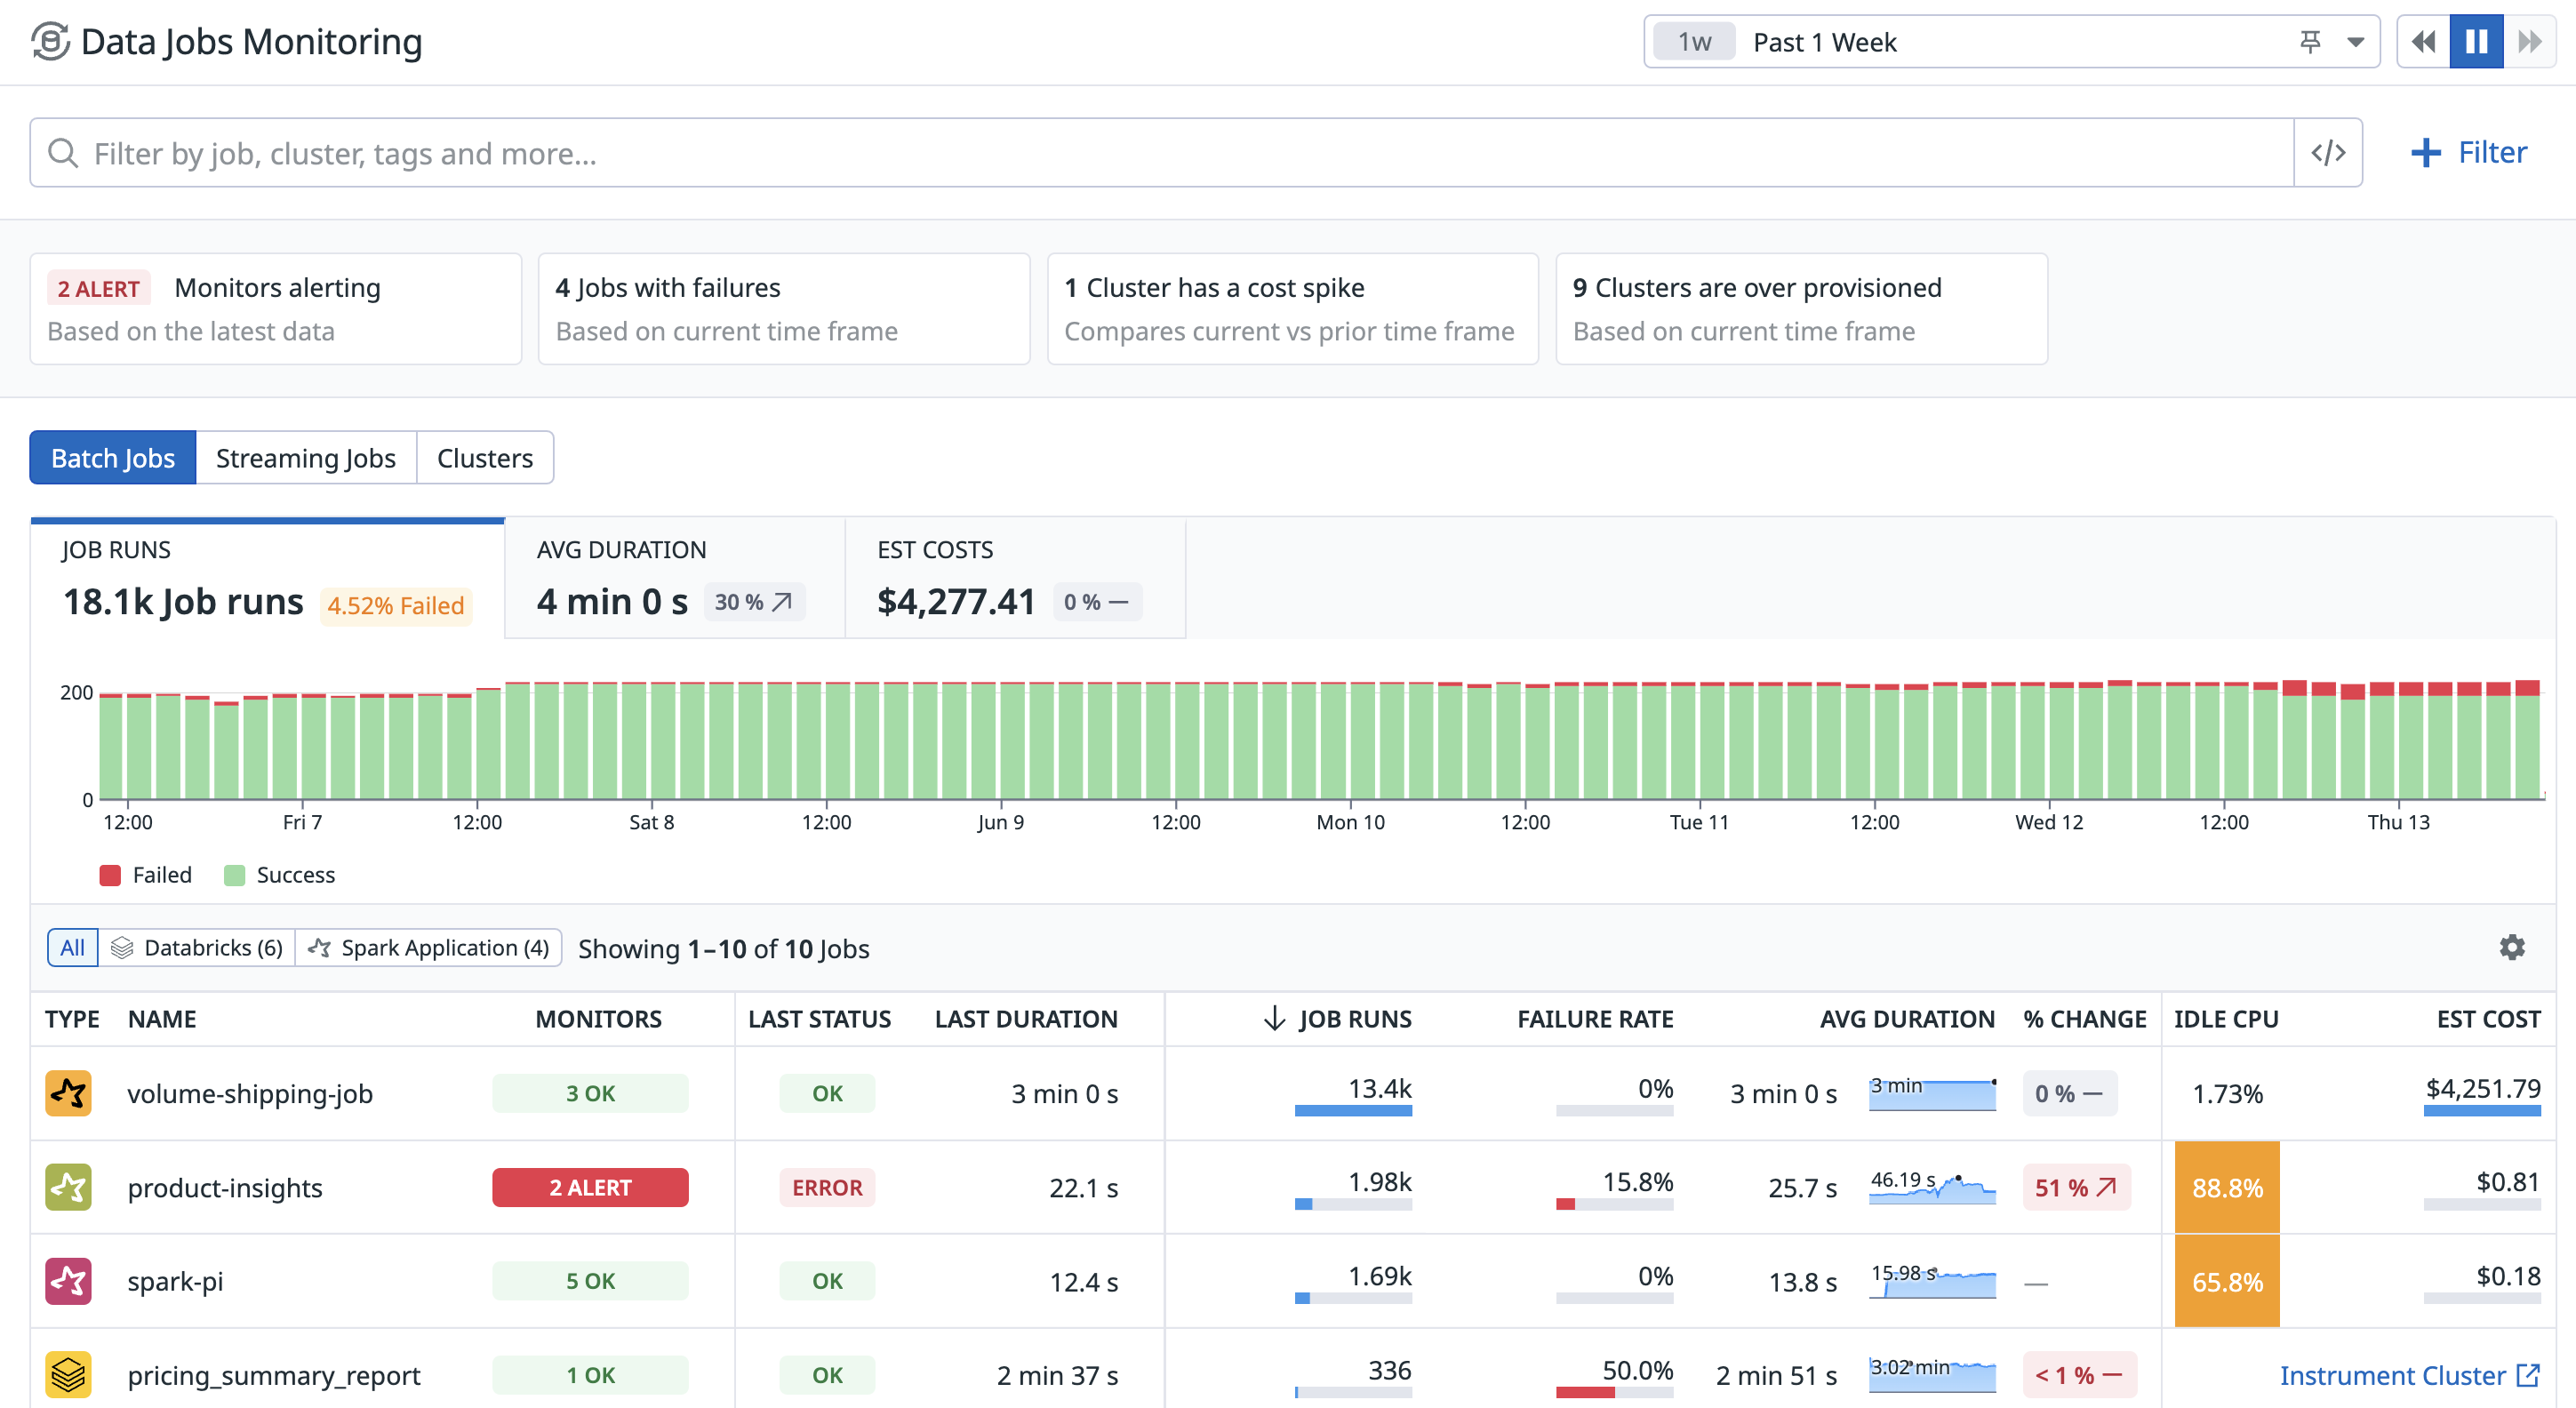 Data Jobs Monitoring
1w Past 1 Week
Filter by job, cluster, tags and more...
</>
+ Filter
2 ALERT Monitors alerting
Based on the latest data
4 Jobs with failures
Based on current time frame
1 Cluster has a cost spike
Compares current vs prior time frame
9 Clusters are over provisioned
Based on current time frame
Batch Jobs Streaming Jobs Clusters
JOB RUNS
18.1k Job runs 4.52% Failed
AVG DURATION
4 min 0 s 30 %
EST COSTS
$4,277.41 0 % —
200
0
12:00 Fri 7 12:00 Sat 8 12:00 Jun 9 12:00 Mon 10 12:00 Tue 11 12:00 Wed 12 12:00 Thu 13
Failed Success
All Databricks (6) Spark Application (4) Showing 1–10 of 10 Jobs
TYPE NAME MONITORS LAST STATUS LAST DURATION JOB RUNS FAILURE RATE AVG DURATION % CHANGE IDLE CPU EST COST
volume-shipping-job 3 OK OK 3 min 0 s 13.4k 0% 3 min 0 s 3 min 0 % — 1.73% $4,251.79
product-insights 2 ALERT ERROR 22.1 s 1.98k 15.8% 25.7 s 46.19 s 51 % 88.8% $0.81
spark-pi 5 OK OK 12.4 s 1.69k 0% 13.8 s 15.98 s — 65.8% $0.18
pricing_summary_report 1 OK OK 2 min 37 s 336 50.0% 2 min 51 s 3.02 min < 1 % — Instrument Cluster